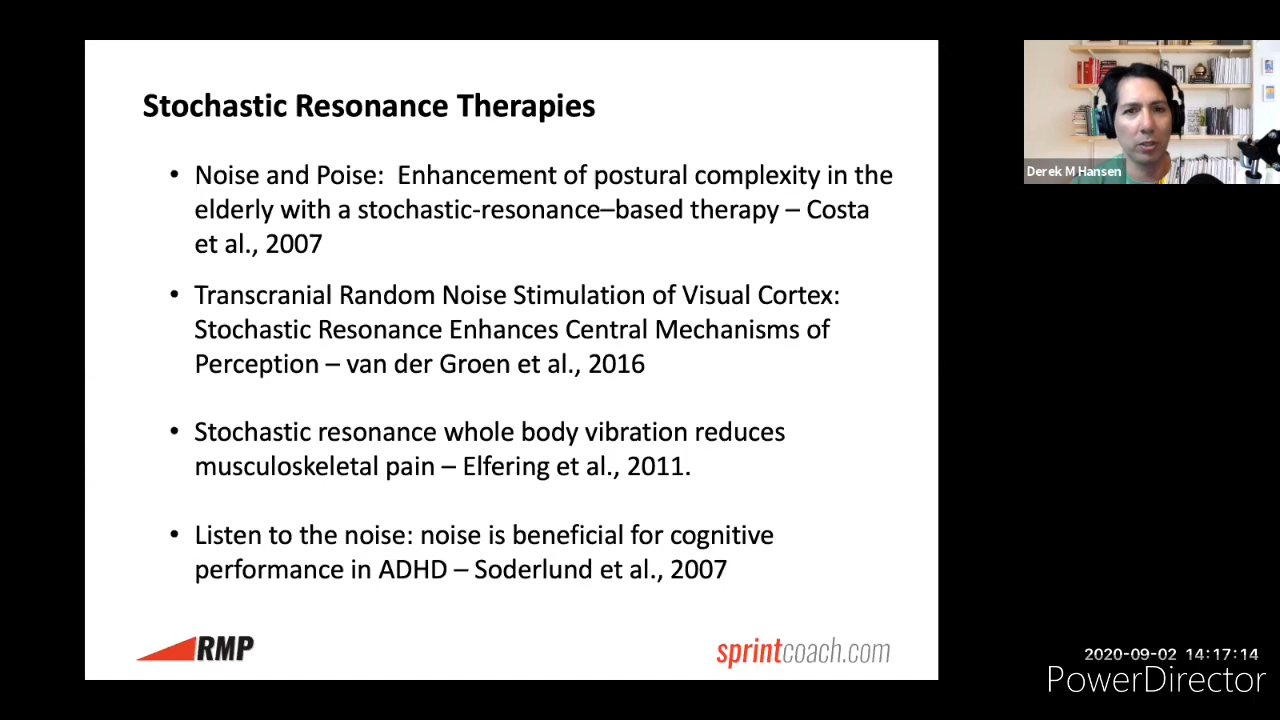 Stochastic Resonance Therapies
• Noise and Poise:  Enhancement of postural complexity in the
elderly with a stochastic-resonance–based therapy – Costa
et al., 2007
• Transcranial Random Noise Stimulation of Visual Cortex:
Stochastic Resonance Enhances Central Mechanisms of
Perception – van der Groen et al., 2016
• Stochastic resonance whole body vibration reduces
musculoskeletal pain – Elfering et al., 2011.
• Listen to the noise: noise is beneficial for cognitive
performance in ADHD – Soderlund et al., 2007
RMP
sprintcoach.com
Derek M Hansen
2020-09-02 14:17:14
PowerDirector